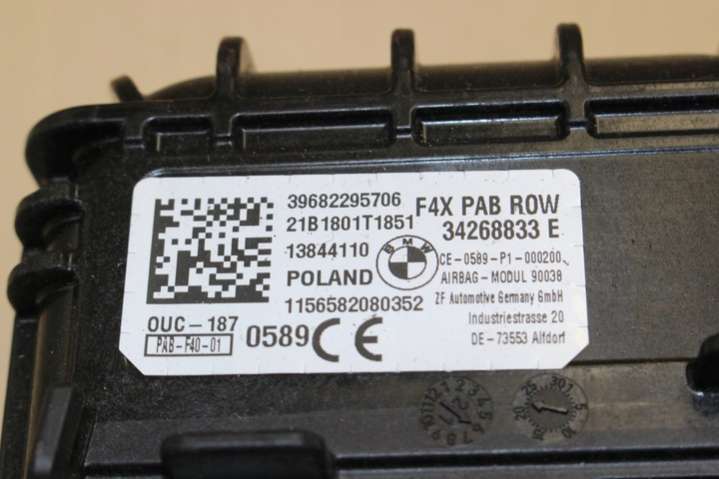 39682295706
21B1801T1851
13844110
POLAND
1156582080352
F4X PAB ROW
34268833 E
BMW
CE-0589-P1-000200
AIRBAG-MODUL 90038
ZF Automotive Germany GmbH
Industriestrasse 20
DE-73553 Alfdorf
OUC-187
PAB-F40-01
0589 CE